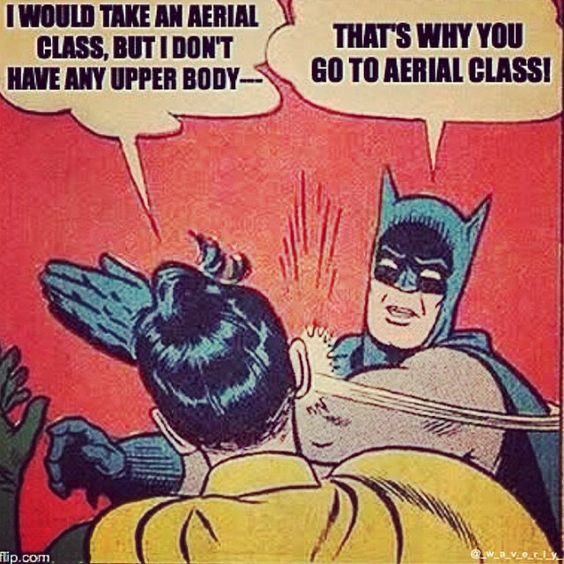 I WOULD TAKE AN AERIAL
CLASS, BUT I DON'T
HAVE ANY UPPER BODY---
THAT'S WHY YOU
GO TO AERIAL CLASS!
flip.com
@_w_a_v_e_r_l_y_